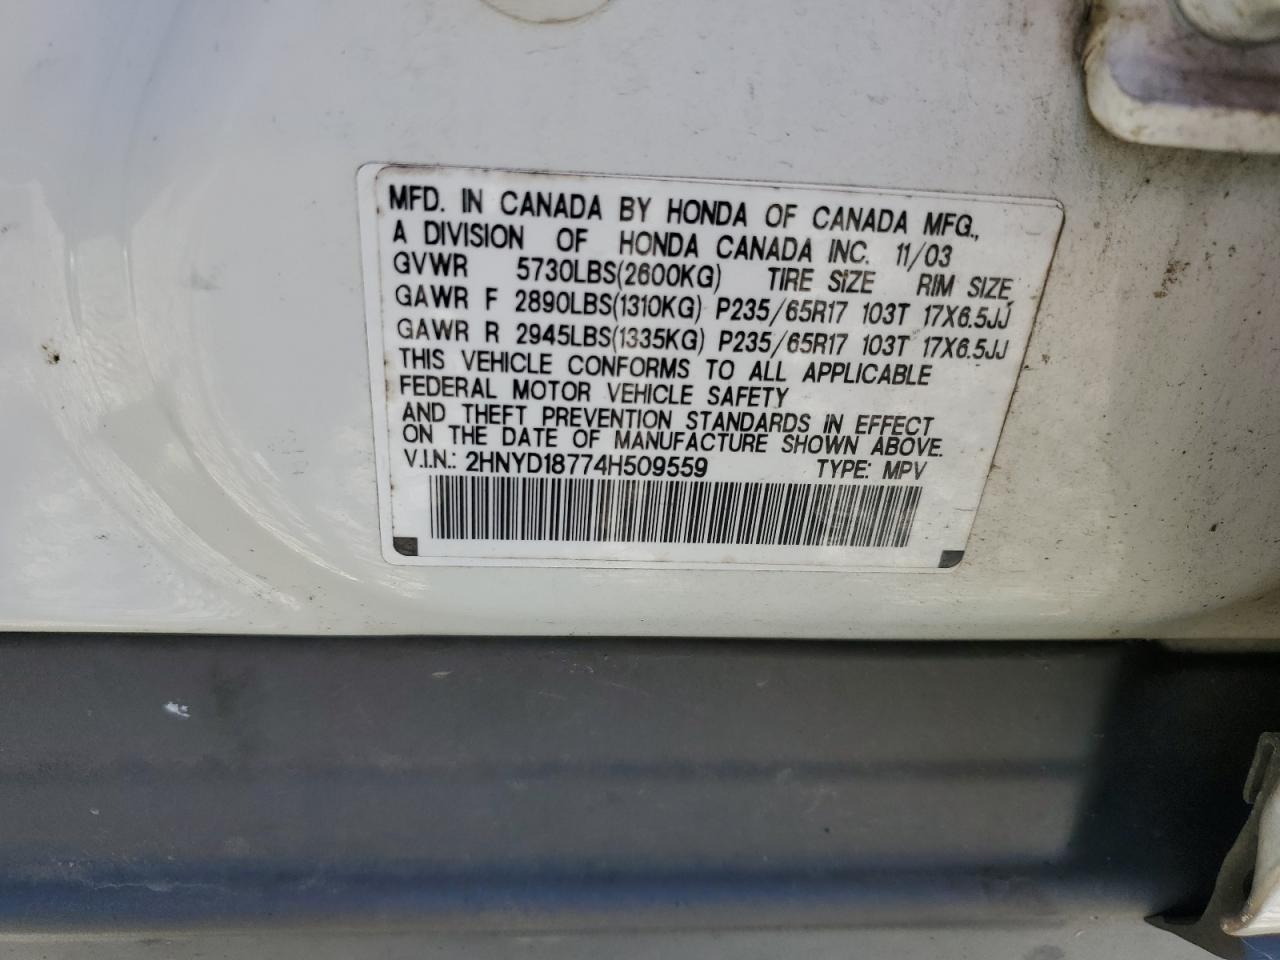 MFD. IN CANADA BY HONDA OF CANADA MFG.,
A DIVISION OF HONDA CANADA INC. 11/03
GVWR 5730LBS(2600KG) TIRE SIZE RIM SIZE
GAWR F 2890LBS(1310KG) P235/65R17 103T 17X6.5JJ
GAWR R 2945LBS(1335KG) P235/65R17 103T 17X6.5JJ
THIS VEHICLE CONFORMS TO ALL APPLICABLE
FEDERAL MOTOR VEHICLE SAFETY
AND THEFT PREVENTION STANDARDS IN EFFECT
ON THE DATE OF MANUFACTURE SHOWN ABOVE.
V.I.N.: 2HNYD18774H509559 TYPE: MPV